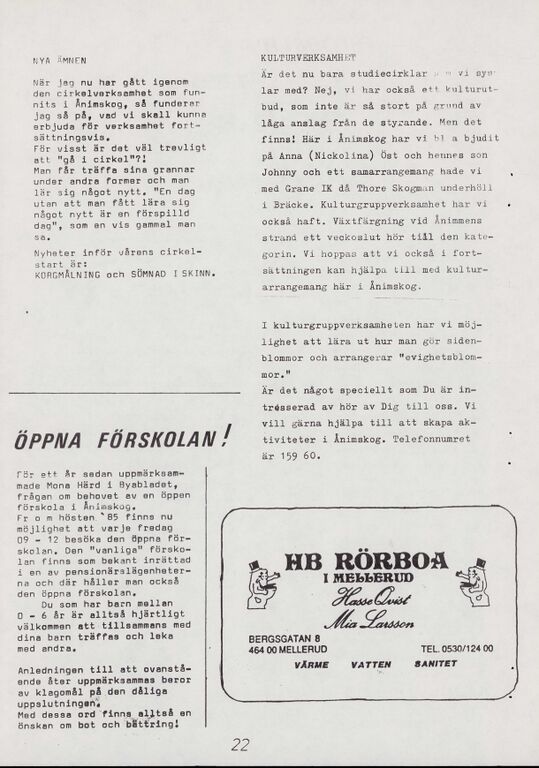 NYA ÄMNEN
När jag nu har gått igenom
den cirkelverksamhet som fun-
nits i Ånimskog, så funderar
jag så på, vad vi skall kunna
erbjuda för verksamhet fort-
sättningsvis.
För visst är det väl trevligt
att "gå i cirkel"?!
Man får träffa sina grannar
under andra former och man
lär sig något nytt. "En dag
utan att man fått lära sig
något nytt är en förspilld
dag", som en vis gammal man
sa.
Nyheter inför vårens cirkel-
start är:
KORGMÅLNING och SÖMNAD I SKINN.
KULTURVERKSAMHET
Är det nu bara studiecirklar som vi sys-
lar med? Nej, vi har också ett kulturut-
bud, som inte är så stort på grund av
låga anslag från de styrande. Men det
finns! Här i Ånimskog har vi bl a bjudit
på Anna (Nickolina) Öst och hennes son
Johnny och ett samarrangemang hade vi
med Grane IK då Thore Skogman underhöll
i Bräcke. Kulturgruppverksamhet har vi
också haft. Växtfärgning vid Ånimmens
strand ett veckoslut hör till den kate-
gorin. Vi hoppas att vi också i fort-
sättningen kan hjälpa till med kultur-
arrangemang här i Ånimskog.
I kulturgruppverksamheten har vi möj-
lighet att lära ut hur man gör siden-
blommor och arrangerar "evighetsblom-
mor."
Är det något speciellt som Du är in-
tresserad av hör av Dig till oss. Vi
vill gärna hjälpa till att skapa ak-
tiviteter i Ånimskog. Telefonnumret
är 159 60.
ÖPPNA FÖRSKOLAN!
För ett år sedan uppmärksam-
made Mona Härd i Byabladet,
frågan om behovet av en öppen
förskola i Ånimskog.
Fr o m hösten `85 finns nu
möjlighet att varje fredag
09 - 12 besöka den öppna för-
skolan. Den "vanliga" försko-
lan finns som bekant inrättad
i en av pensionärslägenheter-
na och där håller man också
den öppna förskolan.
Du som har barn mellan
0 - 6 år är alltså hjärtligt
välkommen att tillsammans med
dina barn träffas och leka
med andra.
Anledningen till att ovanstå-
ende åter uppmärksammas beror
av klagomål på den dåliga
uppslutningen.
Med dessa ord finns alltså en
önskan om bot och bättring!
HB RÖRBOA
I MELLERUD
Hasse Qvist
Mia Larsson
BERGSGATAN 8
464 00 MELLERUD TEL. 0530/124 00
VÄRME VATTEN SANITET
22